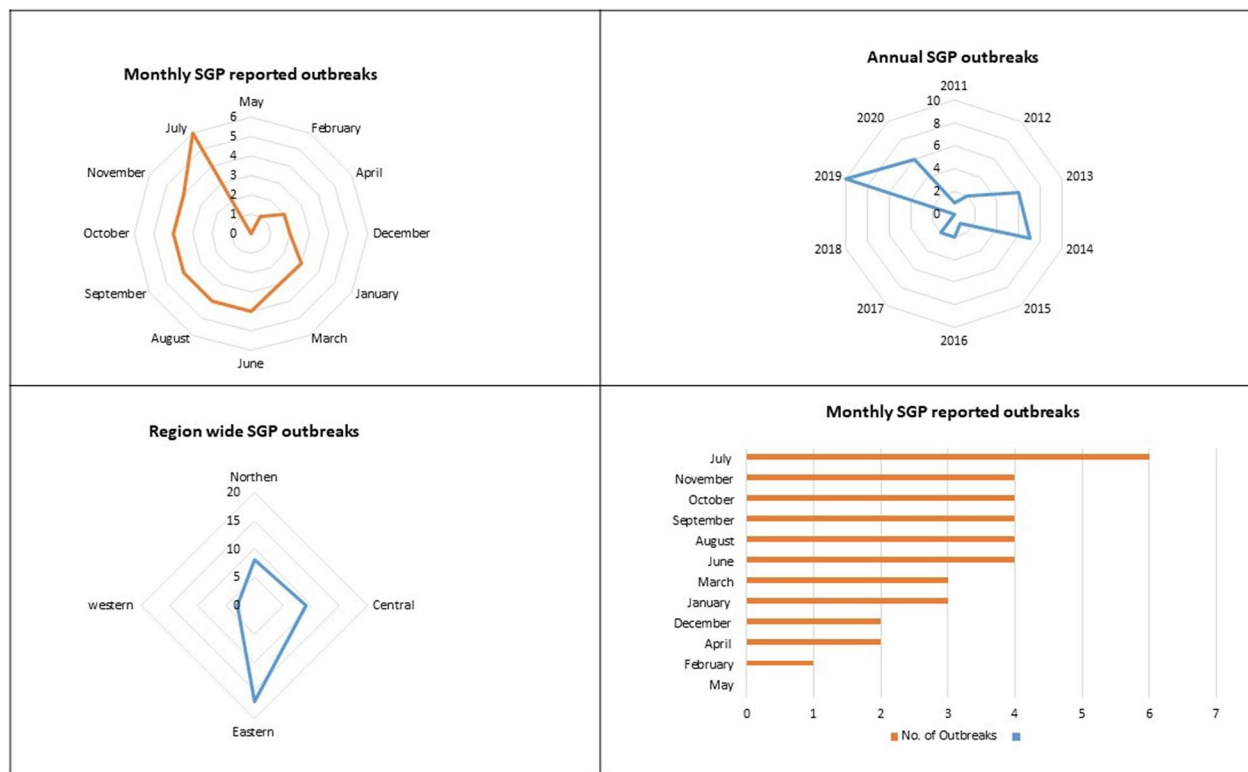 Monthly SGP reported outbreaks
May
6
July
February
5
4
November
April
3
2
1
October
0
December
September
January
August
March
June
Annual SGP outbreaks
2011
10
2020
2012
8
6
4
2019
2013
2
0
2018
2014
2017
2015
2016
Region wide SGP outbreaks
Northen
20
15
10
5
western
0
Central
Eastern
Monthly SGP reported outbreaks
July
November
October
September
August
June
March
January
December
April
February
May
0 1 2 3 4 5 6 7
No. of Outbreaks